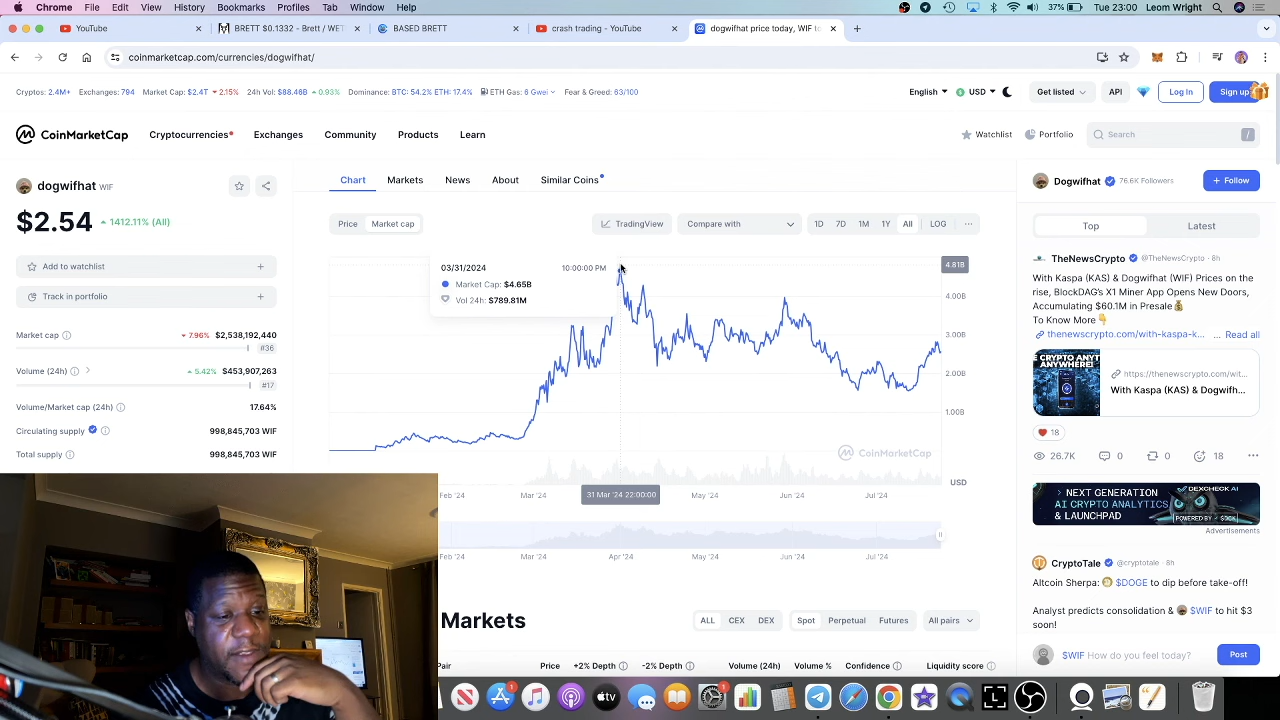 Chrome File Edit View History Bookmarks Profiles Tab Window Help 37% Tue 23:00 Leom Wright
YouTube BRETT $0.1332 - Brett / WET BASED BRETT crash trading - YouTube dogwifhat price today, WIF to
coinmarketcap.com/currencies/dogwifhat/
Cryptos: 2.4M+ Exchanges: 794 Market Cap: $2.4T 2.15% 24h Vol: $88.46B 0.93% Dominance: BTC: 54.2% ETH: 17.4% ETH Gas: 6 Gwei Fear & Greed: 63/100 English USD Get listed API Log In Sign up
CoinMarketCap Cryptocurrencies Exchanges Community Products Learn Watchlist Portfolio Search /
dogwifhat WIF
$2.54 1412.11% (All)
Add to watchlist +
Track in portfolio +
Market cap 7.96% $2,538,192,440
#36
Volume (24h) 5.42% $453,907,263
#17
Volume/Market cap (24h) 17.64%
Circulating supply 998,845,703 WIF
Total supply 998,845,703 WIF
Chart Markets News About Similar Coins
Price Market cap TradingView Compare with 1D 7D 1M 1Y All LOG ...
03/31/2024 10:00:00 PM
Market Cap: $4.65B
Vol 24h: $789.81M
4.81B
4.00B
3.00B
2.00B
1.00B
CoinMarketCap
USD
Feb '24 Mar '24 31 Mar '24 22:00:00 May '24 Jun '24 Jul '24
Feb '24 Mar '24 Apr '24 May '24 Jun '24 Jul '24
Markets ALL CEX DEX Spot Perpetual Futures All pairs
Pair Price +2% Depth -2% Depth Volume (24h) Volume % Confidence Liquidity score
Dogwifhat 76.6K Followers + Follow
Top Latest
TheNewsCrypto @TheNewsCrypto · 8h
With Kaspa (KAS) & Dogwifhat (WIF) Prices on the
rise, BlockDAG's X1 Miner App Opens New Doors,
Accumulating $60.1M in Presale
To Know More
thenewscrypto.com/with-kaspa-k... ... Read all
https://thenewscrypto.com/wit...
With Kaspa (KAS) & Dogwifh...
18
26.7K 0 0 18 ...
NEXT GENERATION
AI CRYPTO ANALYTICS
& LAUNCHPAD
DEXCHECK AI
Advertisements
CryptoTale @cryptotale · 8h
Altcoin Sherpa: $DOGE to dip before take-off!
Analyst predicts consolidation & $WIF to hit $3
soon!
$WIF How do you feel today? Post